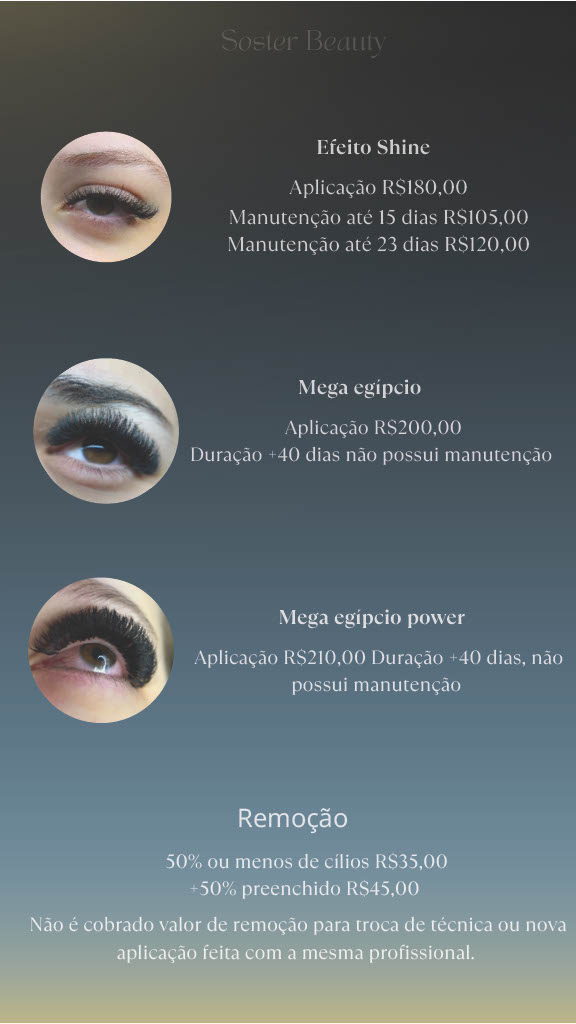 Soster Beauty
Efeito Shine
Aplicação R$180,00
Manutenção até 15 dias R$105,00
Manutenção até 23 dias R$120,00
Mega egípcio
Aplicação R$200,00
Duração +40 dias não possui manutenção
Mega egípcio power
Aplicação R$210,00 Duração +40 dias, não
possui manutenção
Remoção
50% ou menos de cílios R$35,00
+50% preenchido R$45,00
Não é cobrado valor de remoção para troca de técnica ou nova
aplicação feita com a mesma profissional.